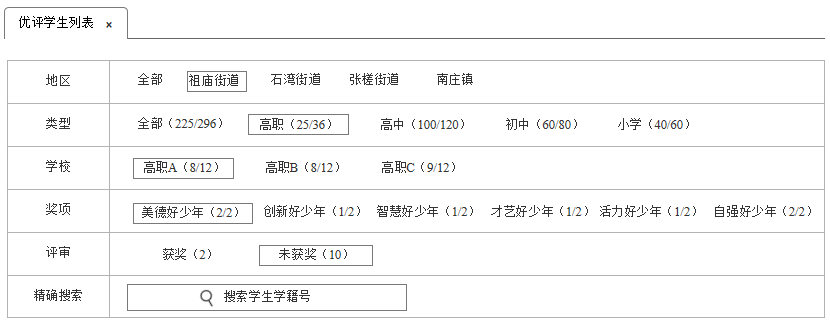 优评学生列表 ×
地区 全部 祖庙街道 石湾街道 张槎街道 南庄镇
类型 全部（225/296） 高职（25/36） 高中（100/120） 初中（60/80） 小学（40/60）
学校 高职A（8/12） 高职B（8/12） 高职C（9/12）
奖项 美德好少年（2/2） 创新好少年（1/2） 智慧好少年（1/2） 才艺好少年（1/2） 活力好少年（1/2） 自强好少年（2/2）
评审 获奖（2） 未获奖（10）
精确搜索 搜索学生学籍号